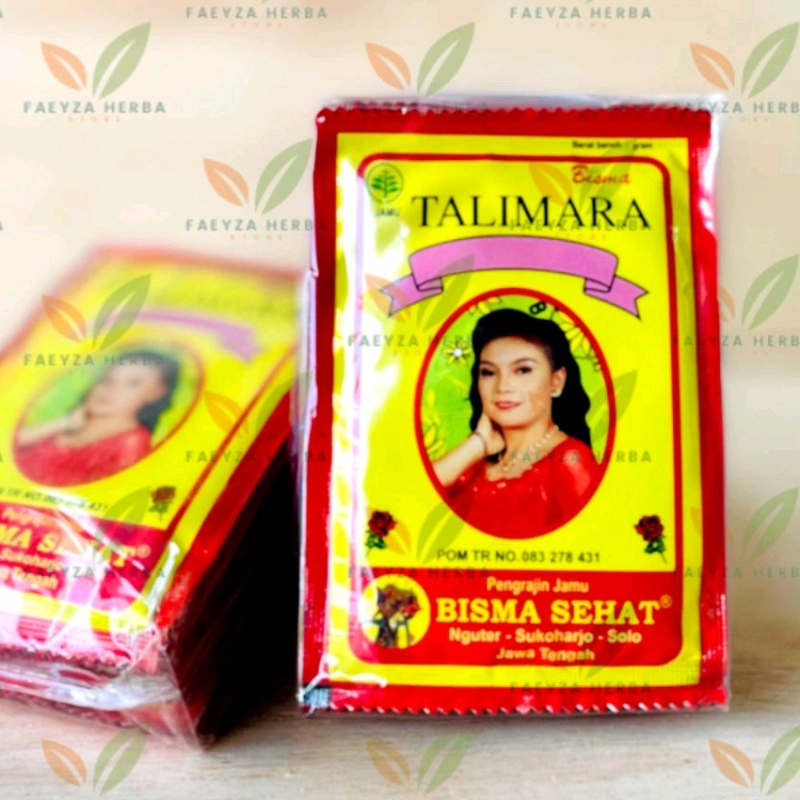 FAEYZA HERBA
STORE
Berat bersih 7 gram
Bisma
JAMU
TALIMARA
POM TR NO. 083 278 431
Pengrajin Jamu
BISMA SEHAT®
Nguter - Sukoharjo - Solo
Jawa Tengah